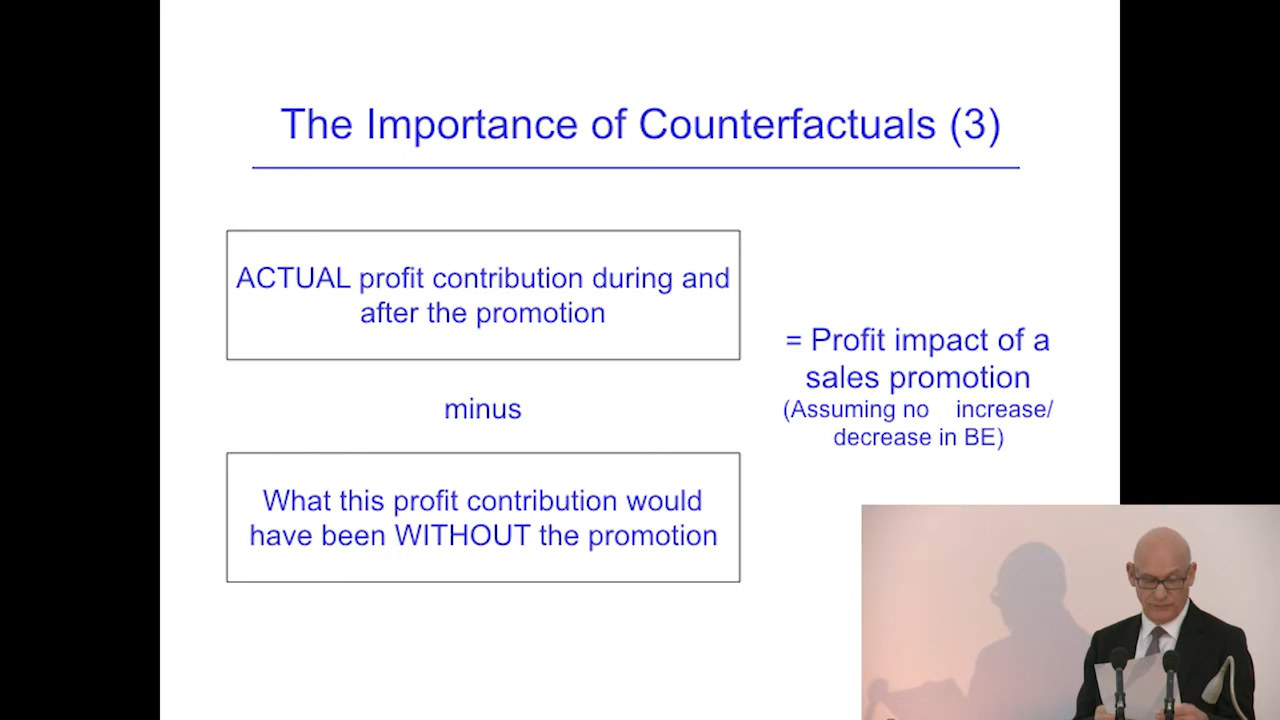 The Importance of Counterfactuals (3)
ACTUAL profit contribution during and
after the promotion
minus
What this profit contribution would
have been WITHOUT the promotion
= Profit impact of a
sales promotion
(Assuming no increase/
decrease in BE)